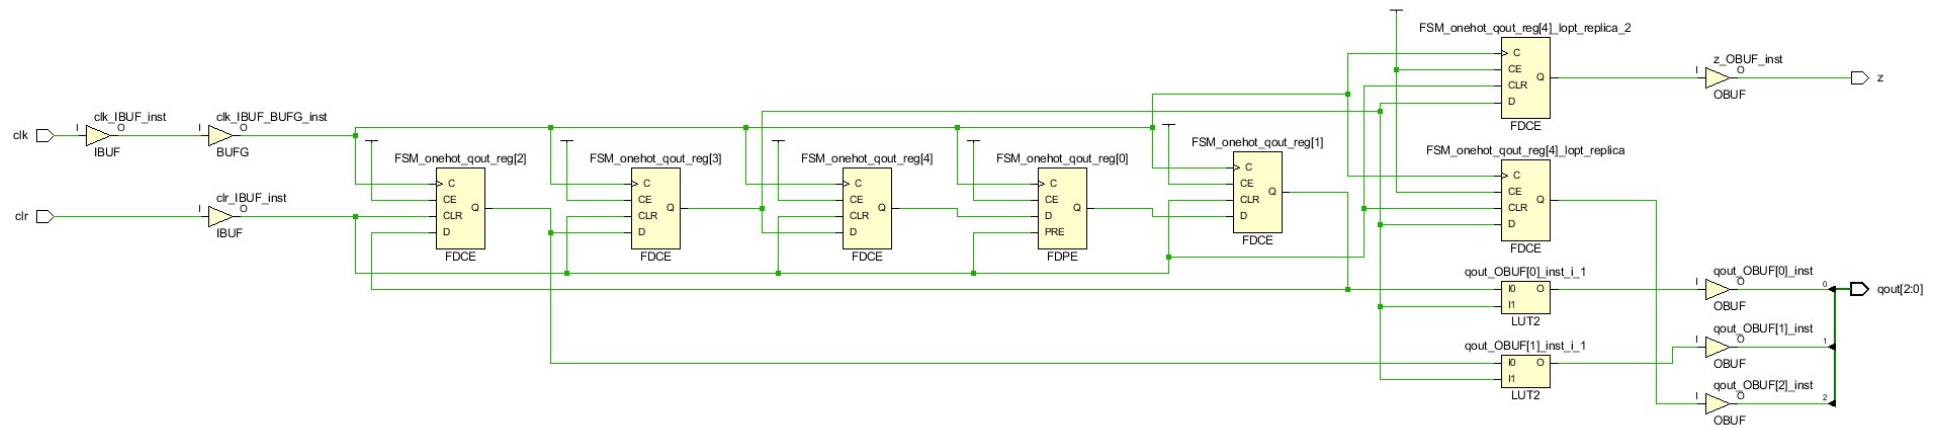 FSM_onehot_qout_reg[4]_lopt_replica_2
C
CE
CLR
D
Q
FDCE
z_OBUF_inst
I
O
OBUF
z
clk
clk_IBUF_inst
I
O
IBUF
clk_IBUF_BUFG_inst
I
O
BUFG
clr
clr_IBUF_inst
I
O
IBUF
FSM_onehot_qout_reg[2]
C
CE
CLR
D
Q
FDCE
FSM_onehot_qout_reg[3]
C
CE
CLR
D
Q
FDCE
FSM_onehot_qout_reg[4]
C
CE
CLR
D
Q
FDCE
FSM_onehot_qout_reg[0]
C
CE
D
PRE
Q
FDPE
FSM_onehot_qout_reg[1]
C
CE
CLR
D
Q
FDCE
FSM_onehot_qout_reg[4]_lopt_replica
C
CE
CLR
D
Q
FDCE
qout_OBUF[0]_inst_i_1
I0
I1
O
LUT2
qout_OBUF[0]_inst
I
O
OBUF
0
qout[2:0]
qout_OBUF[1]_inst_i_1
I0
I1
O
LUT2
qout_OBUF[1]_inst
I
O
OBUF
1
qout_OBUF[2]_inst
I
O
OBUF
2